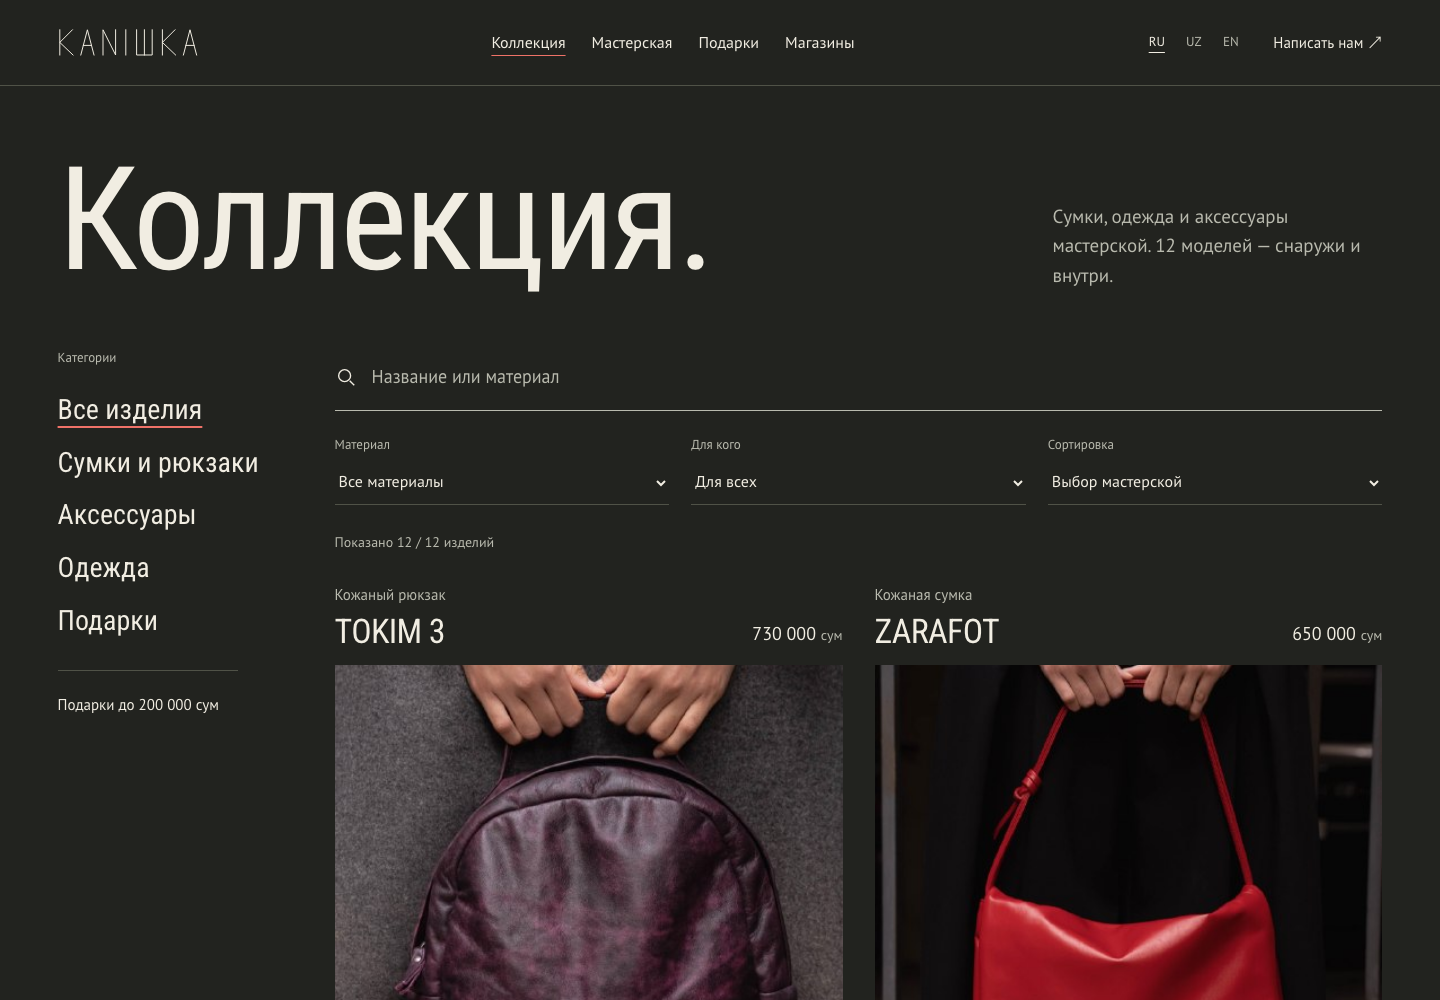 KANIШKA
Коллекция Мастерская Подарки Магазины
RU UZ EN Написать нам ↗
Коллекция.
Сумки, одежда и аксессуары
мастерской. 12 моделей — снаружи и
внутри.
Категории
Все изделия
Сумки и рюкзаки
Аксессуары
Одежда
Подарки
Подарки до 200 000 сум
Название или материал
Материал Для кого Сортировка
Все материалы Для всех Выбор мастерской
Показано 12 / 12 изделий
Кожаный рюкзак
TOKIM 3 730 000 сум
Кожаная сумка
ZARAFOT 650 000 сум